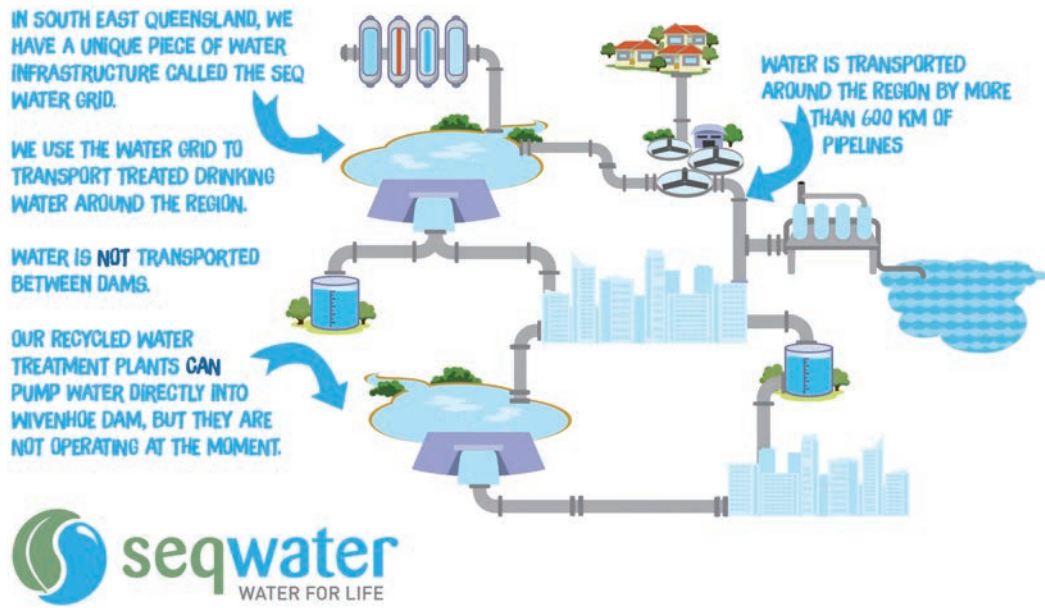 IN SOUTH EAST QUEENSLAND, WE
HAVE A UNIQUE PIECE OF WATER
INFRASTRUCTURE CALLED THE SEQ
WATER GRID.
WE USE THE WATER GRID TO
TRANSPORT TREATED DRINKING
WATER AROUND THE REGION.
WATER IS NOT TRANSPORTED
BETWEEN DAMS.
OUR RECYCLED WATER
TREATMENT PLANTS CAN
PUMP WATER DIRECTLY INTO
WIVENHOE DAM, BUT THEY ARE
NOT OPERATING AT THE MOMENT.
WATER IS TRANSPORTED
AROUND THE REGION BY MORE
THAN 600 KM OF
PIPELINES
seqwater
WATER FOR LIFE